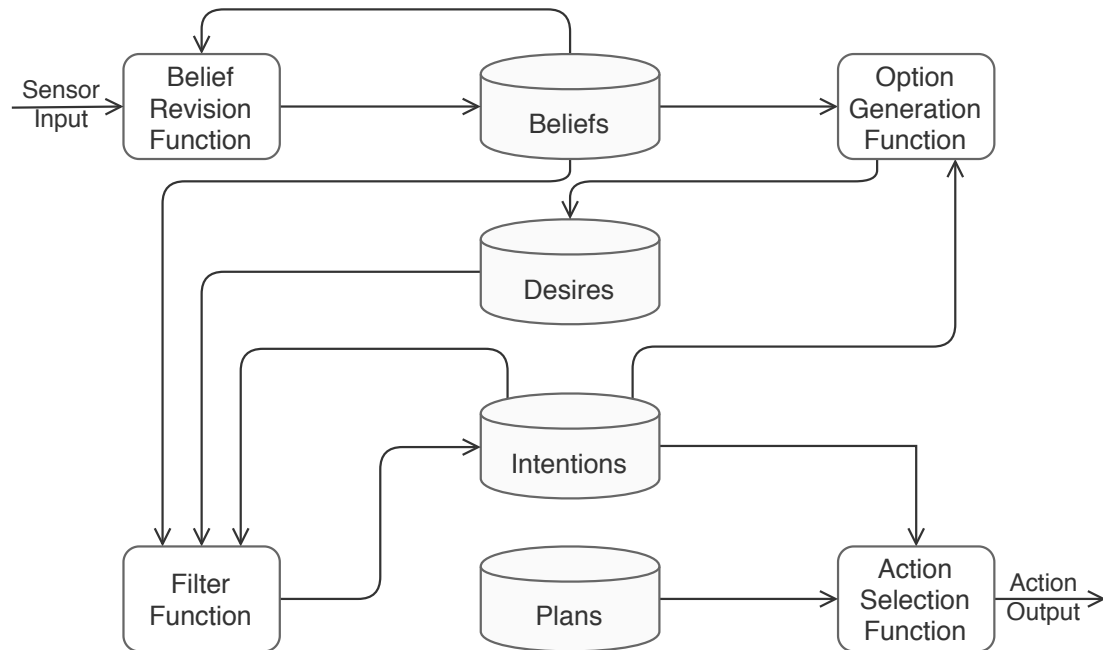 Sensor
Input
Belief
Revision
Function
Beliefs
Option
Generation
Function
Desires
Intentions
Filter
Function
Plans
Action
Selection
Function
Action
Output